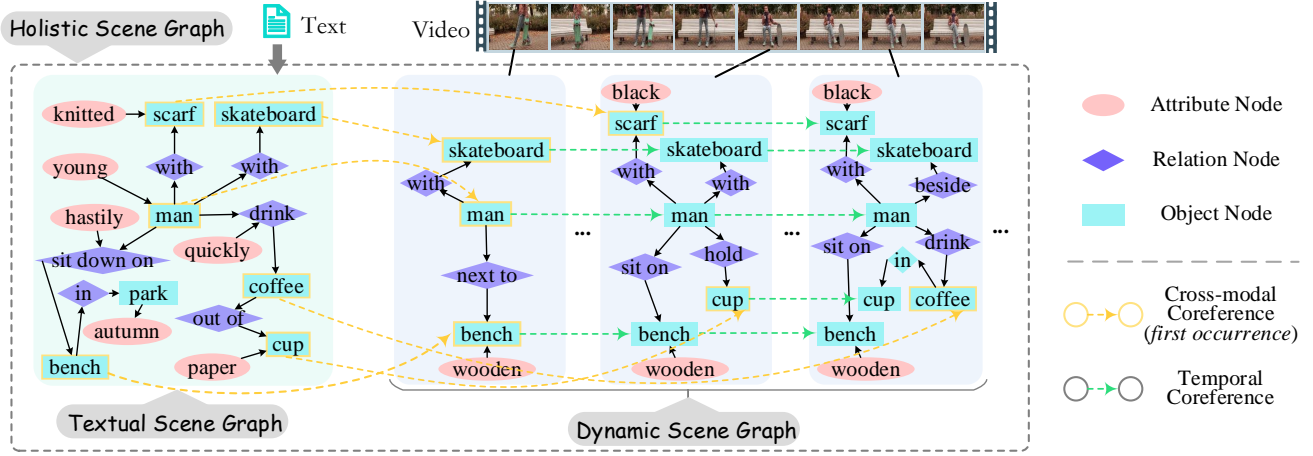 Holistic Scene Graph
Text
Video
knitted
scarf
skateboard
young
with
with
hastily
man
drink
quickly
sit down on
in
park
coffee
autumn
out of
bench
paper
cup
Textual Scene Graph
skateboard
with
man
next to
bench
wooden
...
black
scarf
skateboard
with
with
man
sit on
hold
cup
bench
wooden
...
black
scarf
skateboard
with
beside
man
sit on
drink
in
cup
coffee
bench
wooden
...
Dynamic Scene Graph
Attribute Node
Relation Node
Object Node
Cross-modal
Coreference
(first occurrence)
Temporal
Coreference